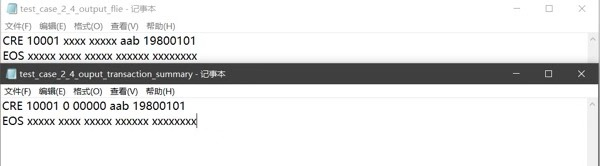 test_case_2_4_output_flie - 记事本
文件(F) 编辑(E) 格式(O) 查看(V) 帮助(H)
CRE 10001 xxxx xxxxx aab 19800101
EOS xxxxx xxxx xxxxx xxxxxx xxxxxxxx
test_case_2_4_ouput_transaction_summary - 记事本
文件(F) 编辑(E) 格式(O) 查看(V) 帮助(H)
CRE 10001 0 00000 aab 19800101
EOS xxxxx xxxx xxxxx xxxxxx xxxxxxxx